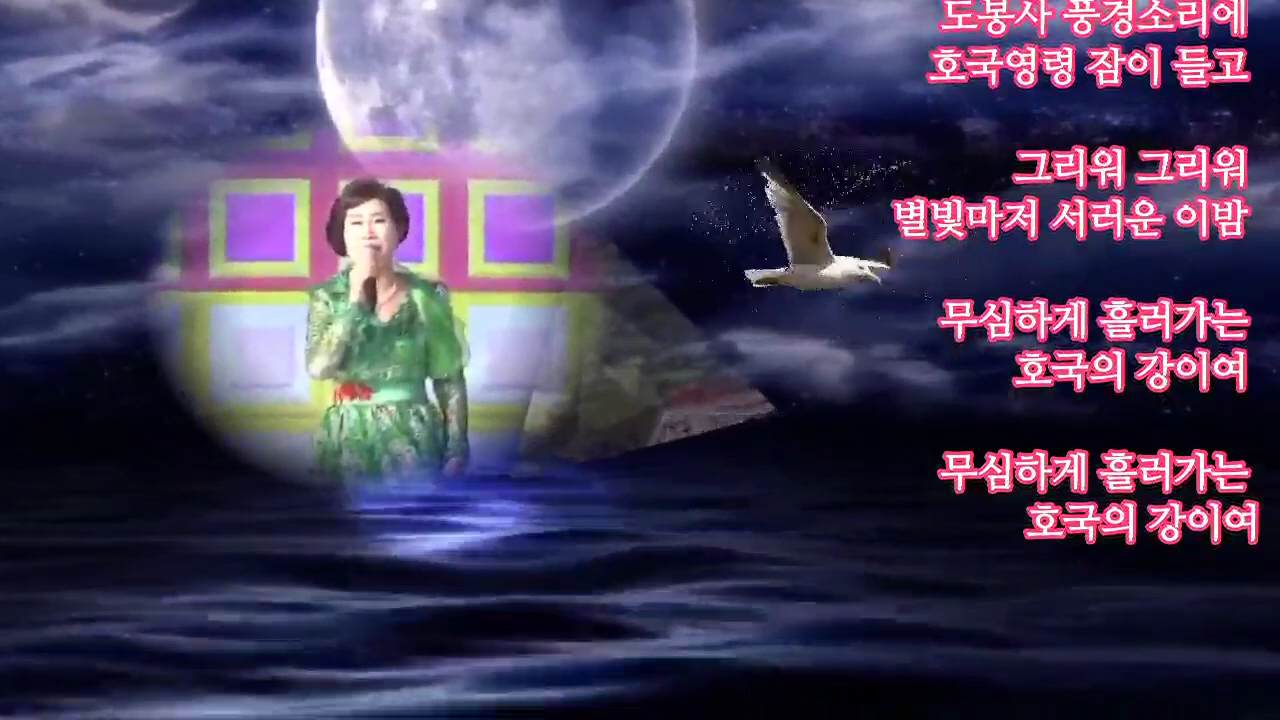 도봉사 풍경소리에
호국영령 잠이 들고
그리워 그리워
별빛마저 서러운 이밤
무심하게 흘러가는
호국의 강이여
무심하게 흘러가는
호국의 강이여